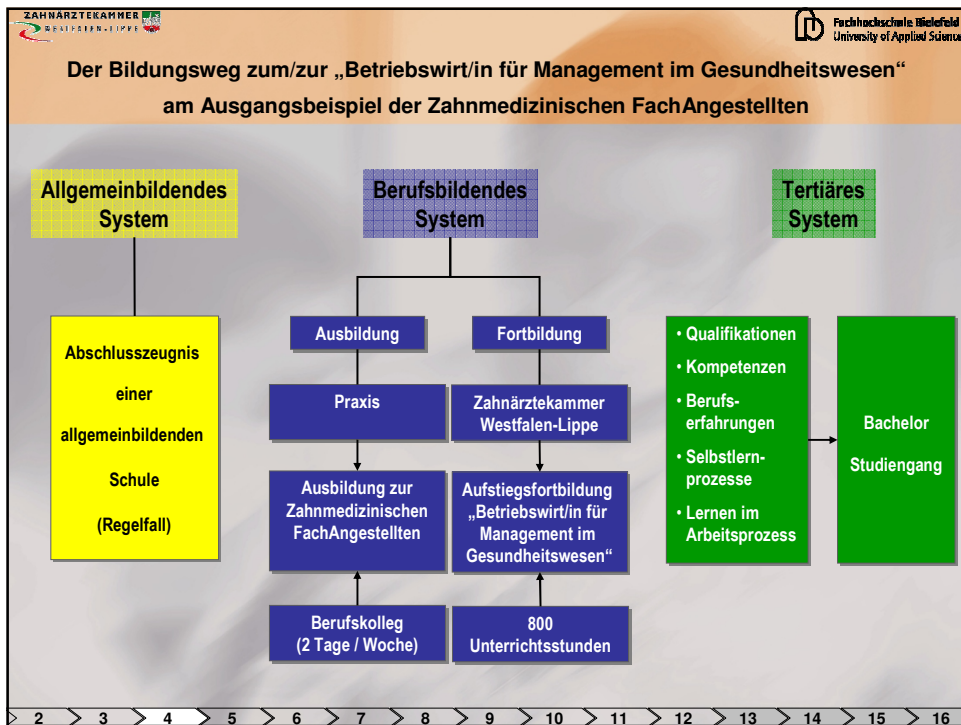 ZAHNÄRZTEKAMMER
WESTFALEN-LIPPE
Fachhochschule Bielefeld
University of Applied Science
Der Bildungsweg zum/zur „Betriebswirt/in für Management im Gesundheitswesen“
am Ausgangsbeispiel der Zahnmedizinischen FachAngestellten
Allgemeinbildendes
System
Berufsbildendes
System
Tertiäres
System
Abschlusszeugnis
einer
allgemeinbildenden
Schule
(Regelfall)
Ausbildung
Praxis
Ausbildung zur
Zahnmedizinischen
FachAngestellten
Berufskolleg
(2 Tage / Woche)
Fortbildung
Zahnärztekammer
Westfalen-Lippe
Aufstiegsfortbildung
„Betriebswirt/in für
Management im
Gesundheitswesen“
800
Unterrichtsstunden
• Qualifikationen
• Kompetenzen
• Berufs-
erfahrungen
• Selbstlern-
prozesse
• Lernen im
Arbeitsprozess
Bachelor
Studiengang
2 3 4 5 6 7 8 9 10 11 12 13 14 15 16